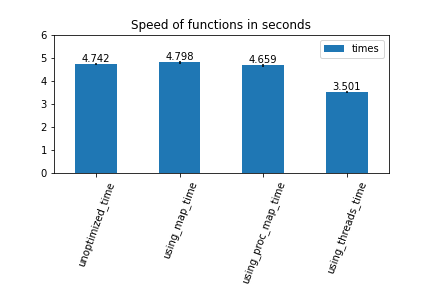 Speed of functions in seconds
times
6
5
4
3
2
1
0
4.742
4.798
4.659
3.501
unoptimized_time
using_map_time
using_proc_map_time
using_threads_time